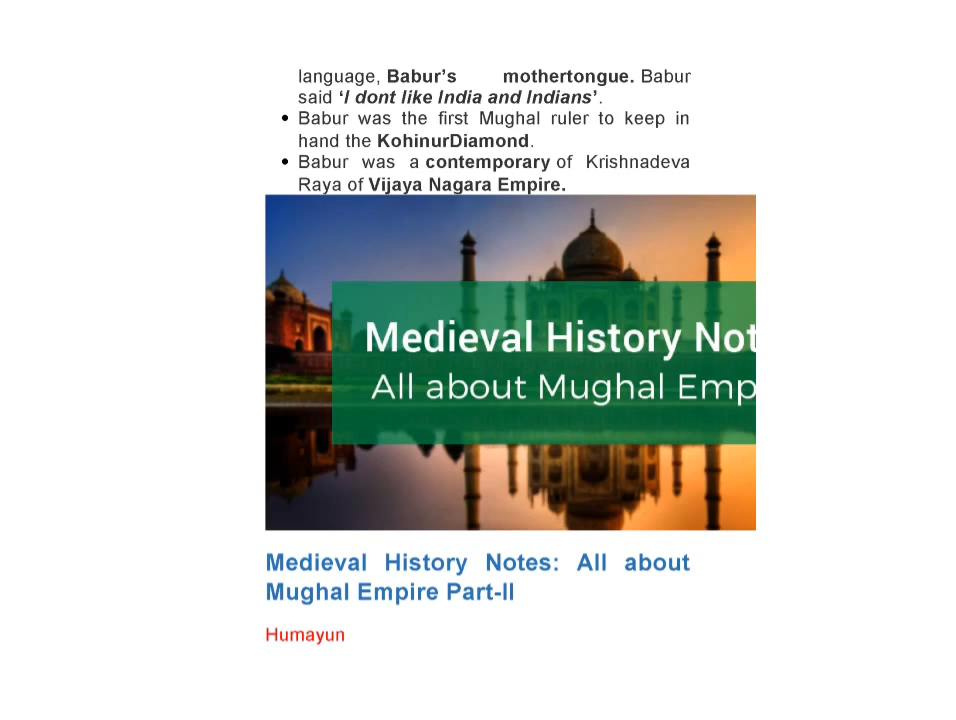 language, Babur’s mothertongue. Babur
said ‘I dont like India and Indians’.
• Babur was the first Mughal ruler to keep in
hand the KohinurDiamond.
• Babur was a contemporary of Krishnadeva
Raya of Vijaya Nagara Empire.
Medieval History Not
All about Mughal Emp
Medieval History Notes: All about
Mughal Empire Part-II
Humayun